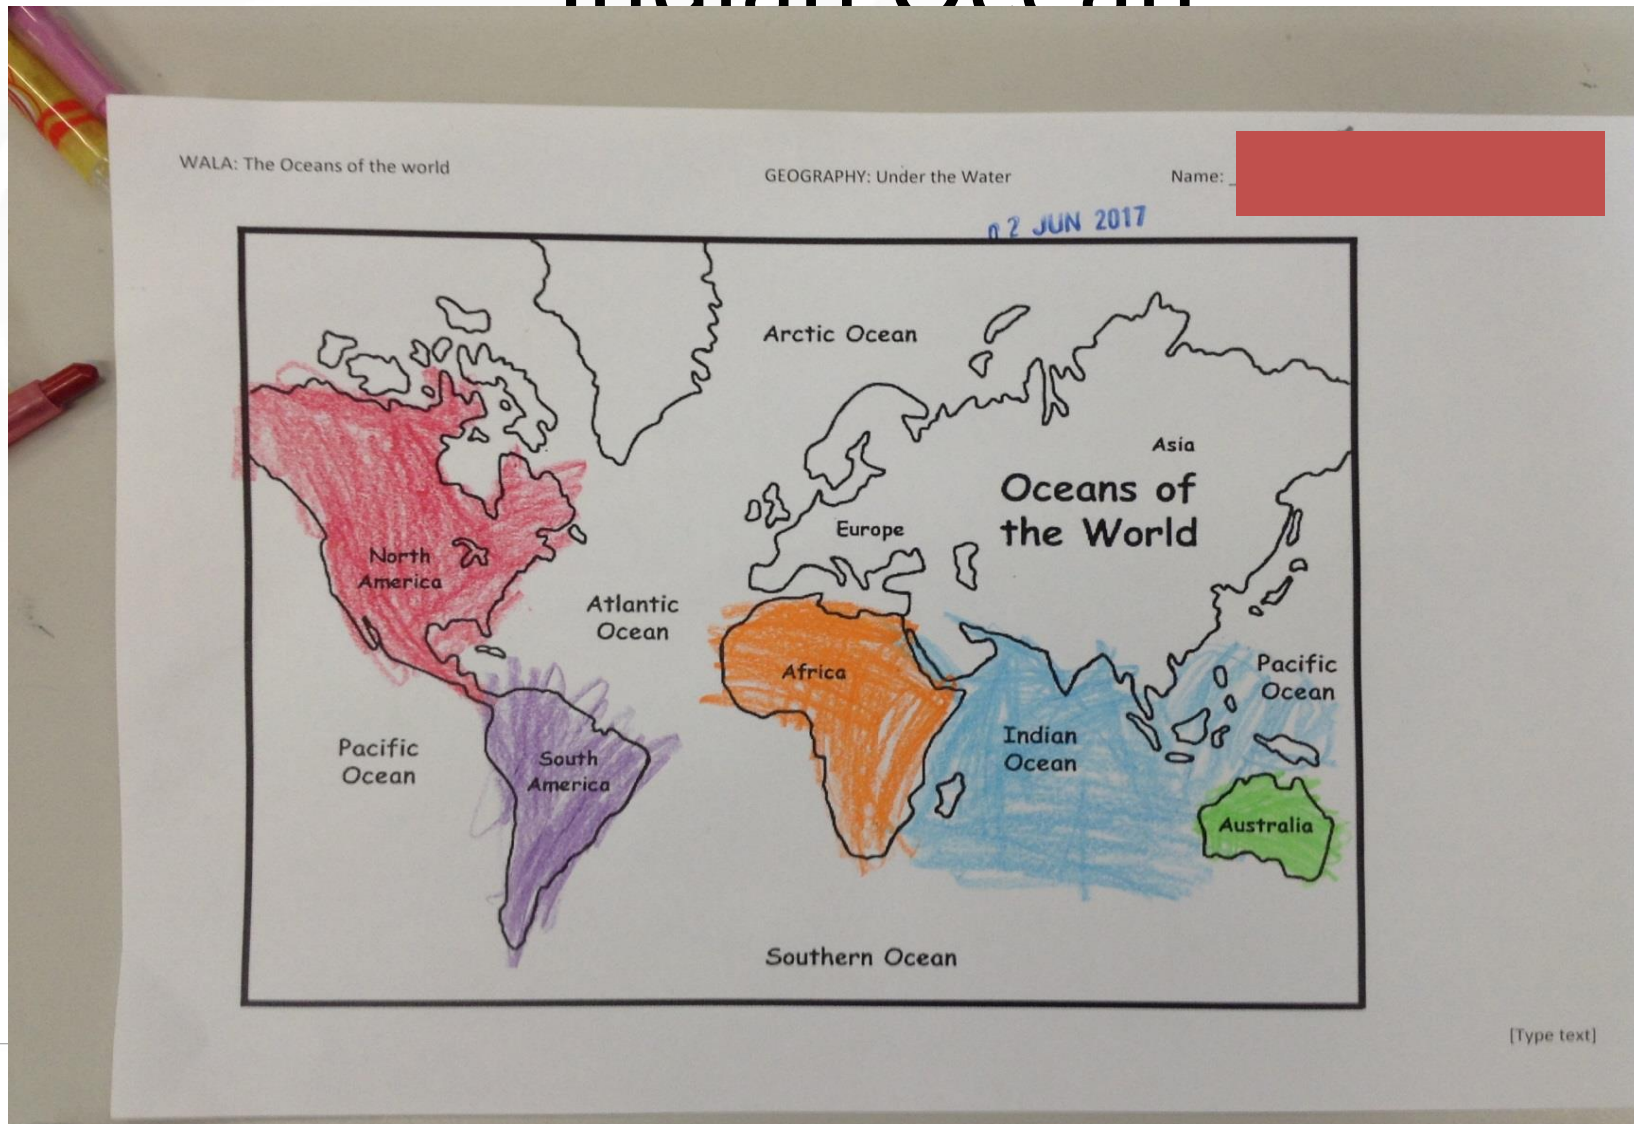 Indian Ocean
WALA: The Oceans of the world
GEOGRAPHY: Under the Water
Name: _
02 JUN 2017
Arctic Ocean
Asia
Oceans of
the World
Europe
North
America
Atlantic
Ocean
Africa
Pacific
Ocean
Indian
Ocean
Pacific
Ocean
South
America
Australia
Southern Ocean
[Type text]